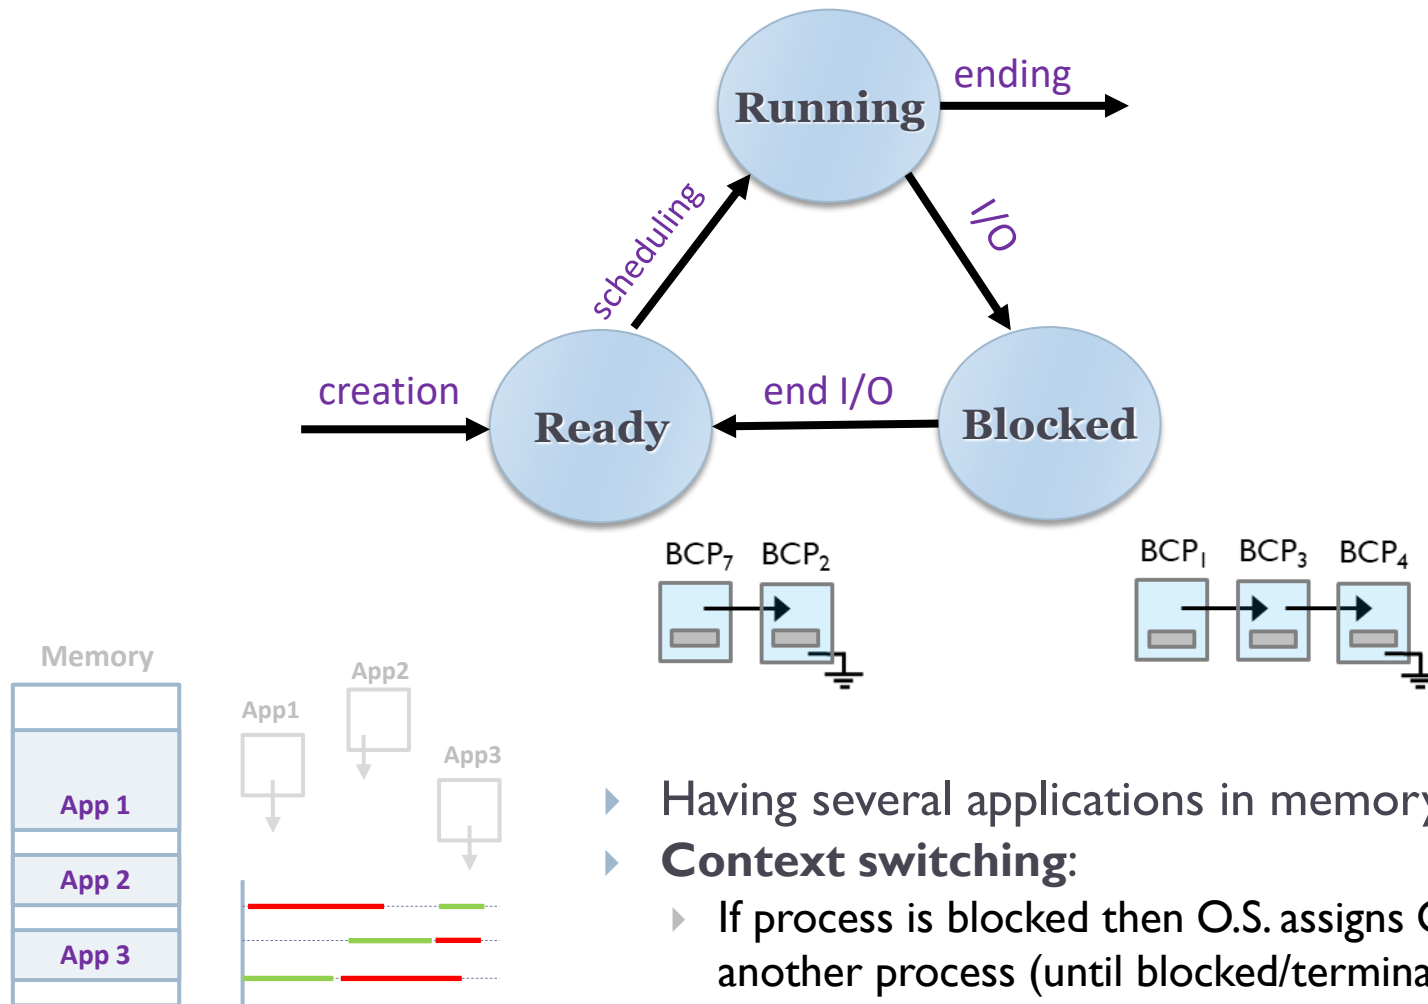 ending
Running
scheduling
I/O
creation
end I/O
Ready
Blocked
BCP7 BCP2
BCP1 BCP3 BCP4
Memory
App2
App1
App3
App 1
App 2
App 3
Having several applications in memory
Context switching:
If process is blocked then O.S. assigns
another process (until blocked/termina